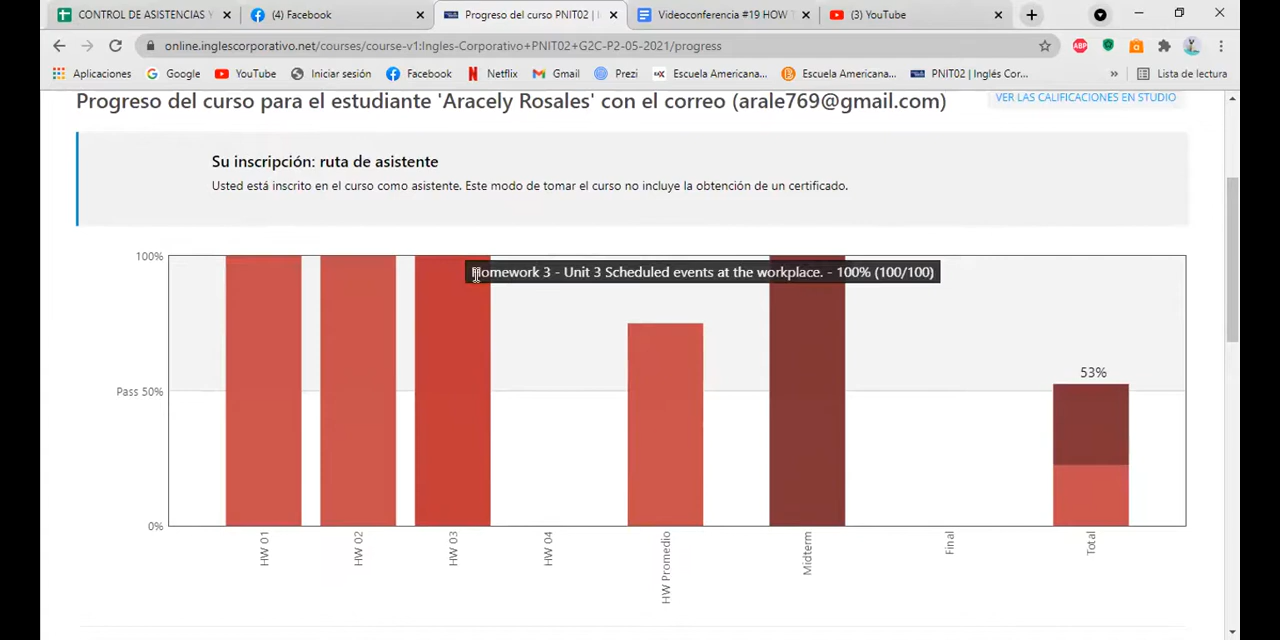 CONTROL DE ASISTENCIAS Y
(4) Facebook
Progreso del curso PNIT02 | I
Videoconferencia #19 HOW T
(3) YouTube
online.inglescorporativo.net/courses/course-v1:Ingles-Corporativo+PNIT02+G2C-P2-05-2021/progress
Aplicaciones
Google
YouTube
Iniciar sesión
Facebook
Netflix
Gmail
Prezi
Escuela Americana...
Escuela Americana...
PNIT02 | Inglés Cor...
Lista de lectura
Progreso del curso para el estudiante 'Aracely Rosales' con el correo (arale769@gmail.com)
VER LAS CALIFICACIONES EN STUDIO
Su inscripción: ruta de asistente
Usted está inscrito en el curso como asistente. Este modo de tomar el curso no incluye la obtención de un certificado.
100%
Homework 3 - Unit 3 Scheduled events at the workplace. - 100% (100/100)
53%
Pass 50%
0%
HW 01
HW 02
HW 03
HW 04
HW Promedio
Midterm
Final
Total